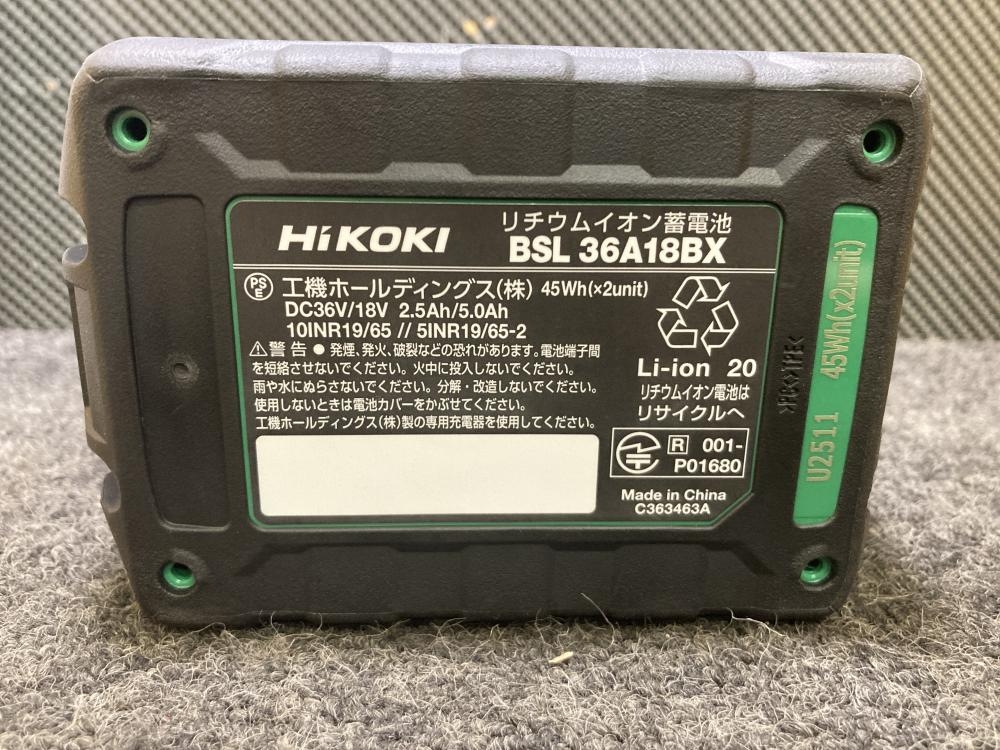 HiKOKI
リチウムイオン蓄電池
BSL 36A18BX
PSE 工機ホールディングス(株) 45Wh(×2unit)
DC36V/18V 2.5Ah/5.0Ah
10INR19/65 // 5INR19/65-2
⚠警告 ● 発煙、発火、破裂などの恐れがあります。電池端子間
を短絡させないでください。火中に投入しないでください。
雨や水にぬらさないでください。分解・改造しないでください。
使用しないときは電池カバーをかぶせてください。
工機ホールディングス(株)製の専用充電器を使用してください。
Li-ion 20
リチウムイオン電池は
リサイクルへ
R 001-
P01680
Made in China
C363463A
>PC<>TPE<
U2511 45Wh(x2unit)